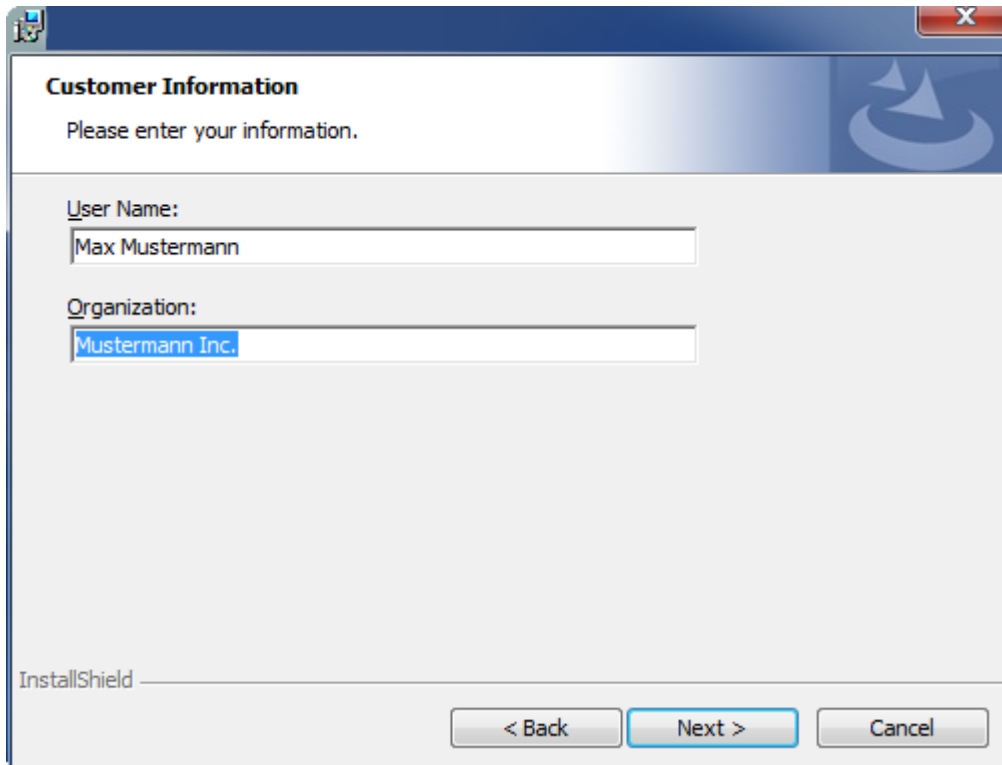 X
Customer Information
Please enter your information.
User Name:
Max Mustermann
Organization:
Mustermann Inc.
InstallShield
< Back Next > Cancel